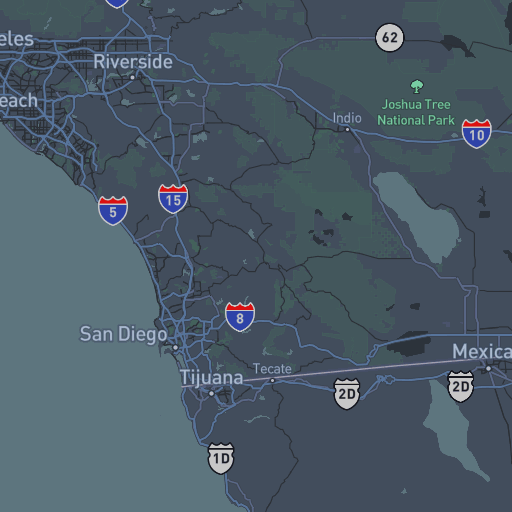 62
eles
Riverside
each
Joshua Tree
National Park
Indio
10
15
5
8
San Diego
Mexica
Tecate
Tijuana
2D
2D
1D